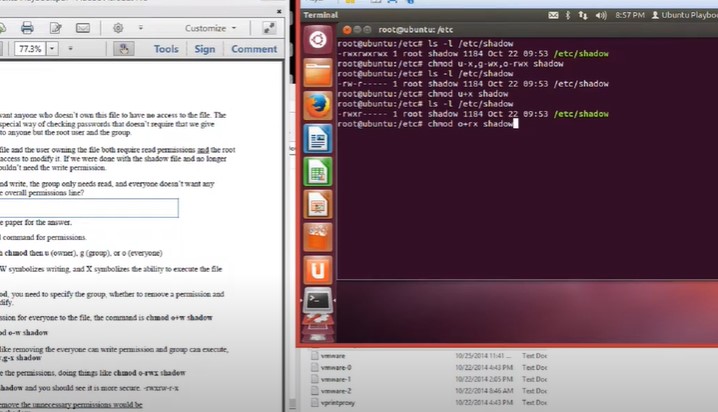 Customize
77.3%
Tools Sign Comment
want anyone who doesn't own this file to have no access to the file. The
special way of checking passwords that doesn't require that we give
to anyone but the root user and the group.
file and the user owning the file both require read permissions and the root
access to modify it. If we were done with the shadow file and no longer
uldn't need the write permission.
nd write, the group only needs read, and everyone doesn't want any
e overall permissions line?
e paper for the answer.
command for permissions.
chmod then u (owner), g (group), or o (everyone)
W symbolizes writing, and X symbolizes the ability to execute the file
od, you need to specify the group, whether to remove a permission and
dify.
ssion for everyone to the file, the command is chmod o+w shadow
od o-w shadow
like removing the everyone can write permission and group can execute,
,g-x shadow
e the permissions, doing things like chmod o-rwx shadow
shadow and you should see it is more secure. -rwxrw-r-x
emove the unnecessary permissions would be
Terminal
8:57 PM Ubuntu Playbo
root@ubuntu: /etc
root@ubuntu:/etc# ls -l /etc/shadow
-rwxrwxrwx 1 root shadow 1184 Oct 22 09:53 /etc/shadow
root@ubuntu:/etc# chmod u-x,g-wx,o-rwx shadow
root@ubuntu:/etc# ls -l /etc/shadow
-rw-r----- 1 root shadow 1184 Oct 22 09:53 /etc/shadow
root@ubuntu:/etc# chmod u+x shadow
root@ubuntu:/etc# ls -l /etc/shadow
-rwxr----- 1 root shadow 1184 Oct 22 09:53 /etc/shadow
root@ubuntu:/etc# chmod o+rx shadow
vmware 10/25/2014 11:41 ... Text Doc
vmware-0 10/22/2014 4:43 PM Text Doc
vmware-1 10/22/2014 2:05 PM Text Doc
vmware-2 10/22/2014 8:46 AM Text Doc
vprintproxy 10/22/2014 4:43 PM Text Doc